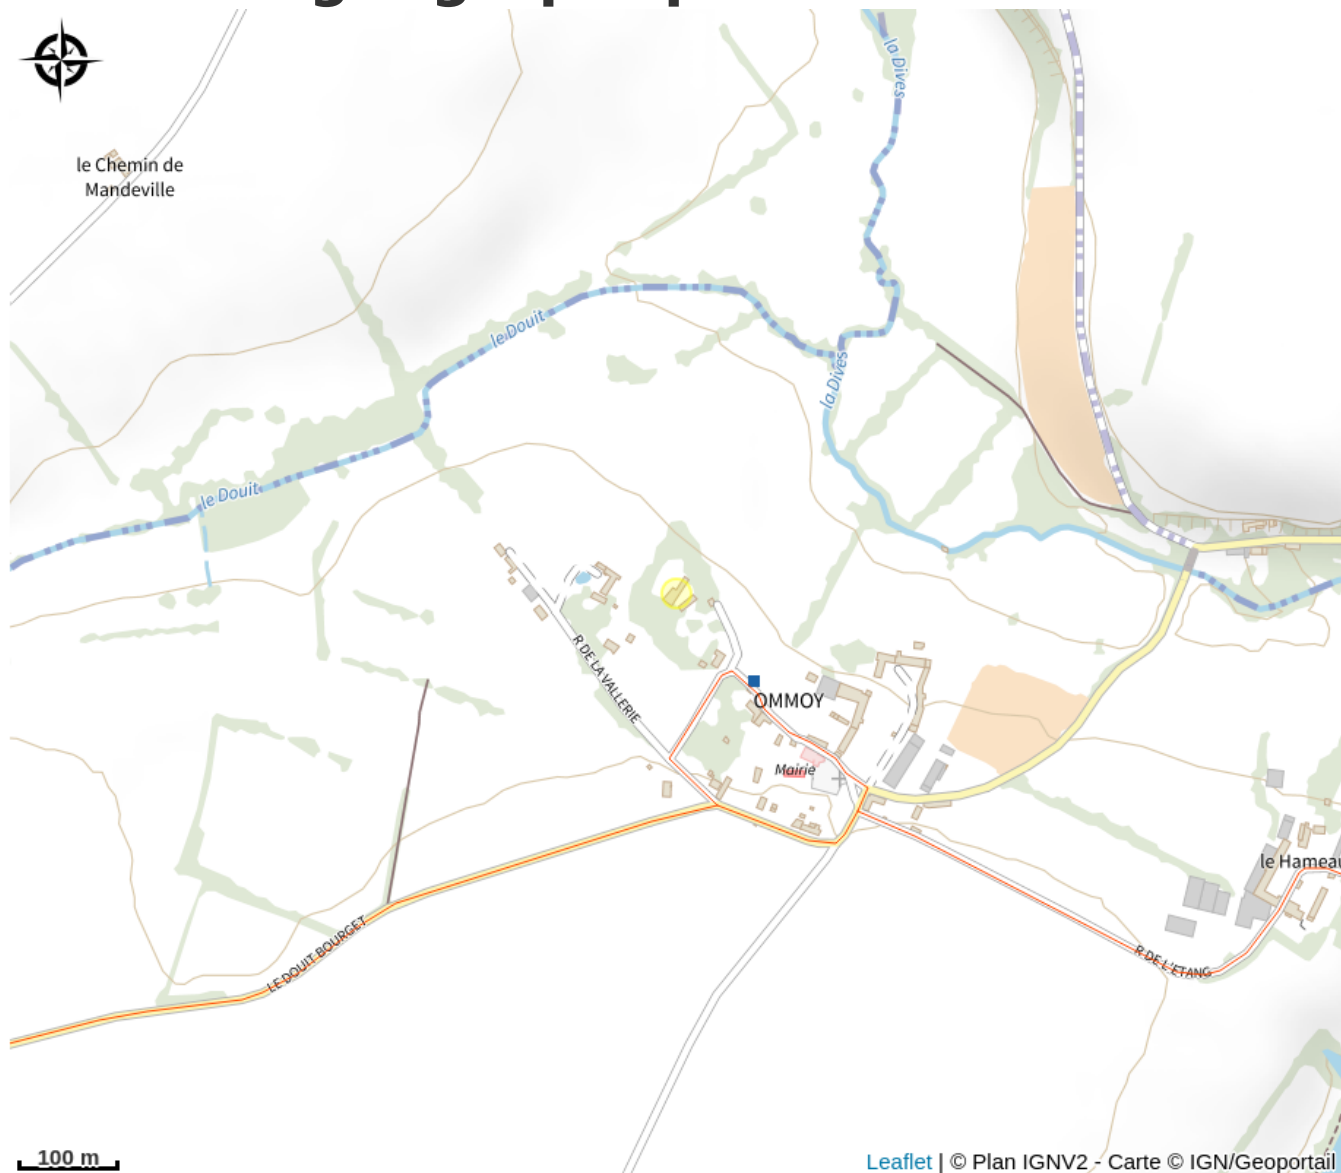 la Dives
le Chemin de
Mandeville
le Douit
la Dives
le Douit
R DE LA VALLERIE
OMMOY
Mairie
le Hameau
LE DOUIT BOURGET
R DE L'ETANG
100 m
Leaflet | © Plan IGNV2 - Carte © IGN/Geoportail